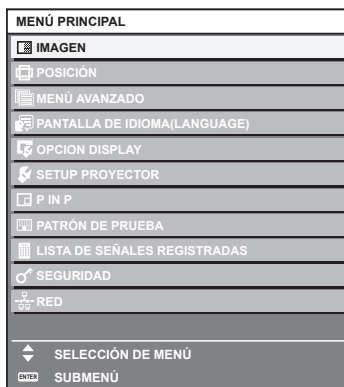 MENÚ PRINCIPAL
IMAGEN
POSICIÓN
MENÚ AVANZADO
PANTALLA DE IDIOMA(LANGUAGE)
OPCION DISPLAY
SETUP PROYECTOR
P IN P
PATRÓN DE PRUEBA
LISTA DE SEÑALES REGISTRADAS
SEGURIDAD
RED
SELECCIÓN DE MENÚ
ENTER SUBMENÚ